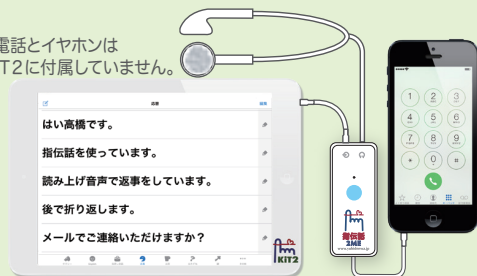 電話とイヤホンは
T2に付属していません。
はい高橋です。
指伝話を使っています。
読み上げ音声で返事をしています。
後で折り返します。
メールでご連絡いただけますか？
KIT2
指伝話
2ME
1 2 3
4 5 6
7 8 9
* 0 #